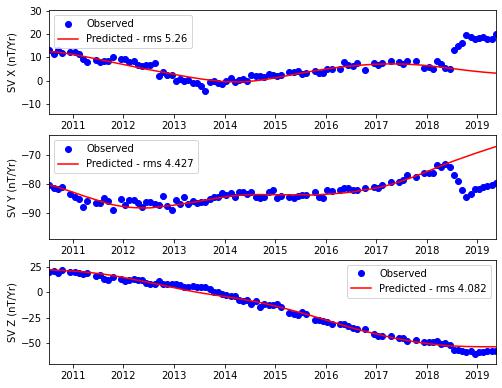 SV X (nT/Yr)
30
20
10
0
−10
Observed
Predicted - rms 5.26
2011 2012 2013 2014 2015 2016 2017 2018 2019
SV Y (nT/Yr)
−70
−80
−90
Observed
Predicted - rms 4.427
2011 2012 2013 2014 2015 2016 2017 2018 2019
SV Z (nT/Yr)
25
0
−25
−50
Observed
Predicted - rms 4.082
2011 2012 2013 2014 2015 2016 2017 2018 2019